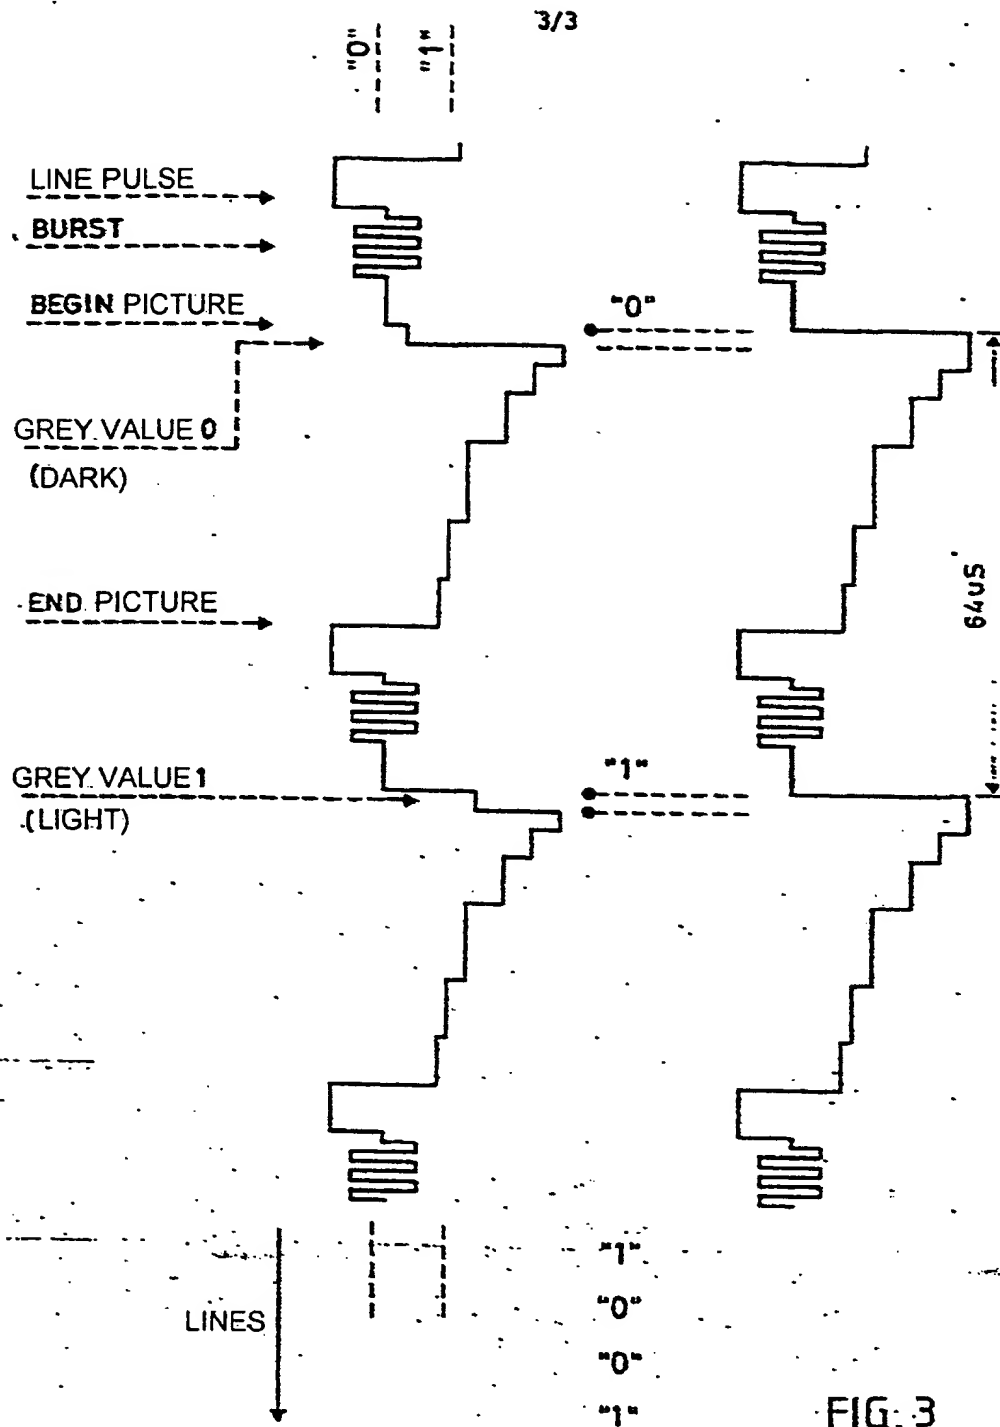 3/3
"0"
"1"
LINE PULSE
BURST
BEGIN PICTURE
"0"
GREY VALUE 0
(DARK)
END PICTURE
64us
GREY VALUE 1
(LIGHT)
"1"
"1"
LINES
"0"
"0"
"1"
FIG. 3